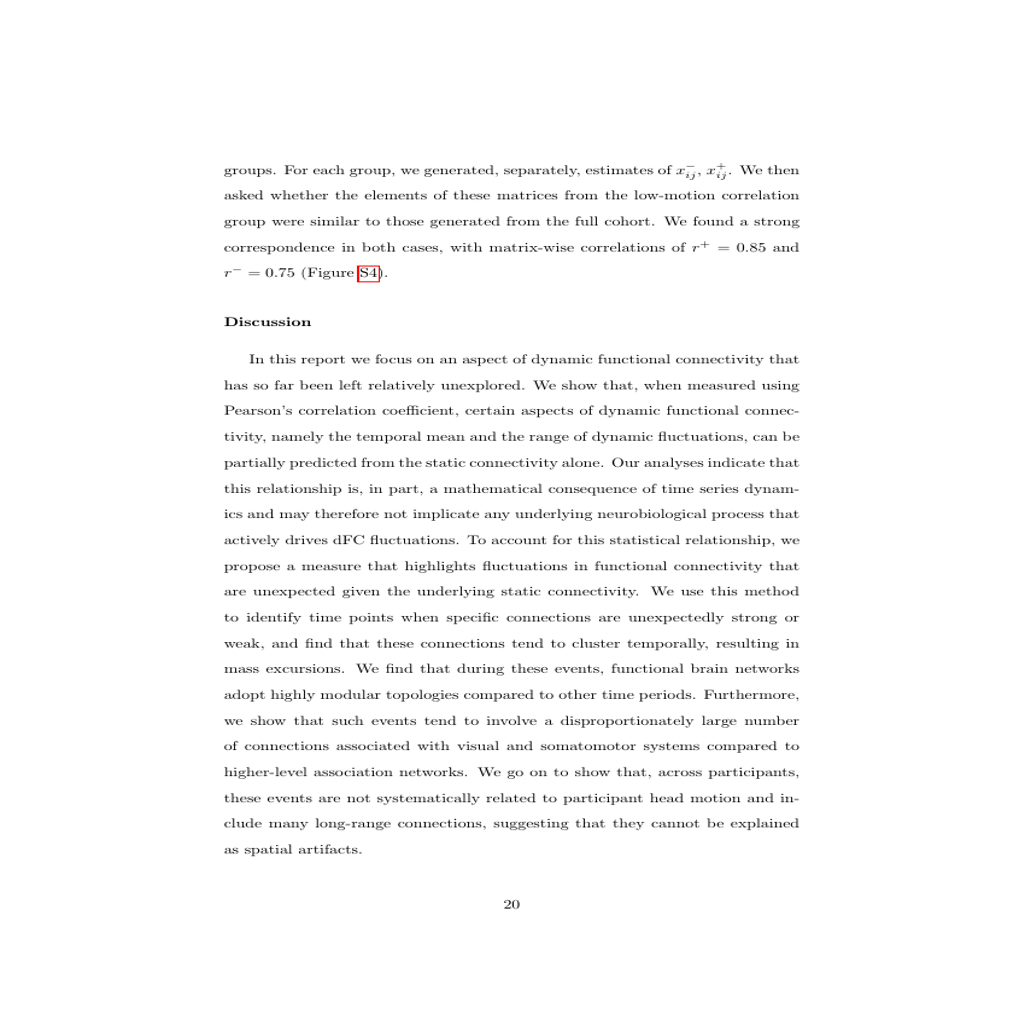 groups. For each group, we generated, separately, estimates of $x_{ij}^{-}$, $x_{ij}^{+}$. We then
asked whether the elements of these matrices from the low-motion correlation
group were similar to those generated from the full cohort. We found a strong
correspondence in both cases, with matrix-wise correlations of $r^{+} = 0.85$ and
$r^{-} = 0.75$ (Figure S4).
Discussion
In this report we focus on an aspect of dynamic functional connectivity that
has so far been left relatively unexplored. We show that, when measured using
Pearson's correlation coefficient, certain aspects of dynamic functional connec-
tivity, namely the temporal mean and the range of dynamic fluctuations, can be
partially predicted from the static connectivity alone. Our analyses indicate that
this relationship is, in part, a mathematical consequence of time series dynam-
ics and may therefore not implicate any underlying neurobiological process that
actively drives dFC fluctuations. To account for this statistical relationship, we
propose a measure that highlights fluctuations in functional connectivity that
are unexpected given the underlying static connectivity. We use this method
to identify time points when specific connections are unexpectedly strong or
weak, and find that these connections tend to cluster temporally, resulting in
mass excursions. We find that during these events, functional brain networks
adopt highly modular topologies compared to other time periods. Furthermore,
we show that such events tend to involve a disproportionately large number
of connections associated with visual and somatomotor systems compared to
higher-level association networks. We go on to show that, across participants,
these events are not systematically related to participant head motion and in-
clude many long-range connections, suggesting that they cannot be explained
as spatial artifacts.
20